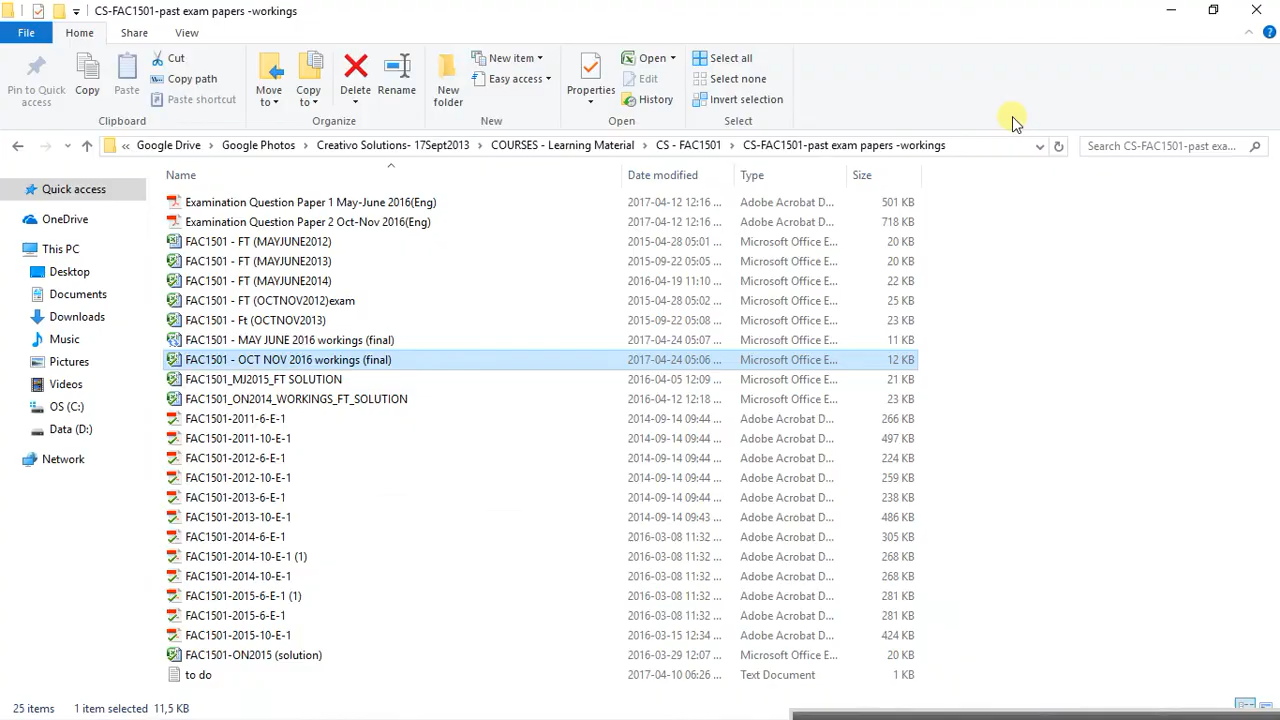 CS-FAC1501-past exam papers -workings
File Home Share View
Pin to Quick access
Copy
Paste
Cut
Copy path
Paste shortcut
Move to
Copy to
Delete
Rename
New folder
New item
Easy access
Properties
Open
Edit
History
Select all
Select none
Invert selection
Clipboard Organize New Open Select
« Google Drive > Google Photos > Creativo Solutions- 17Sept2013 > COURSES - Learning Material > CS - FAC1501 > CS-FAC1501-past exam papers -workings
Search CS-FAC1501-past exa...
Quick access
OneDrive
This PC
Desktop
Documents
Downloads
Music
Pictures
Videos
OS (C:)
Data (D:)
Network
Name Date modified Type Size
Examination Question Paper 1 May-June 2016(Eng) 2017-04-12 12:16 ... Adobe Acrobat D... 501 KB
Examination Question Paper 2 Oct-Nov 2016(Eng) 2017-04-12 12:16 ... Adobe Acrobat D... 718 KB
FAC1501 - FT (MAYJUNE2012) 2015-04-28 05:01 ... Microsoft Office E... 20 KB
FAC1501 - FT (MAYJUNE2013) 2015-09-22 05:05 ... Microsoft Office E... 20 KB
FAC1501 - FT (MAYJUNE2014) 2016-04-19 11:10 ... Microsoft Office E... 22 KB
FAC1501 - FT (OCTNOV2012)exam 2015-04-28 05:02 ... Microsoft Office E... 25 KB
FAC1501 - Ft (OCTNOV2013) 2015-09-22 05:08 ... Microsoft Office E... 23 KB
FAC1501 - MAY JUNE 2016 workings (final) 2017-04-24 05:07 ... Microsoft Office E... 11 KB
FAC1501 - OCT NOV 2016 workings (final) 2017-04-24 05:06 ... Microsoft Office E... 12 KB
FAC1501_MJ2015_FT SOLUTION 2016-04-05 12:09 ... Microsoft Office E... 21 KB
FAC1501_ON2014_WORKINGS_FT_SOLUTION 2016-04-12 12:18 ... Microsoft Office E... 23 KB
FAC1501-2011-6-E-1 2014-09-14 09:44 ... Adobe Acrobat D... 266 KB
FAC1501-2011-10-E-1 2014-09-14 09:44 ... Adobe Acrobat D... 497 KB
FAC1501-2012-6-E-1 2014-09-14 09:44 ... Adobe Acrobat D... 224 KB
FAC1501-2012-10-E-1 2014-09-14 09:44 ... Adobe Acrobat D... 259 KB
FAC1501-2013-6-E-1 2014-09-14 09:44 ... Adobe Acrobat D... 238 KB
FAC1501-2013-10-E-1 2014-09-14 09:43 ... Adobe Acrobat D... 486 KB
FAC1501-2014-6-E-1 2016-03-08 11:32 ... Adobe Acrobat D... 305 KB
FAC1501-2014-10-E-1 (1) 2016-03-08 11:32 ... Adobe Acrobat D... 268 KB
FAC1501-2014-10-E-1 2016-03-08 11:32 ... Adobe Acrobat D... 268 KB
FAC1501-2015-6-E-1 (1) 2016-03-08 11:32 ... Adobe Acrobat D... 281 KB
FAC1501-2015-6-E-1 2016-03-08 11:32 ... Adobe Acrobat D... 281 KB
FAC1501-2015-10-E-1 2016-03-15 12:34 ... Adobe Acrobat D... 424 KB
FAC1501-ON2015 (solution) 2016-03-29 12:07 ... Microsoft Office E... 20 KB
to do 2017-04-10 06:26 ... Text Document 1 KB
25 items 1 item selected 11,5 KB